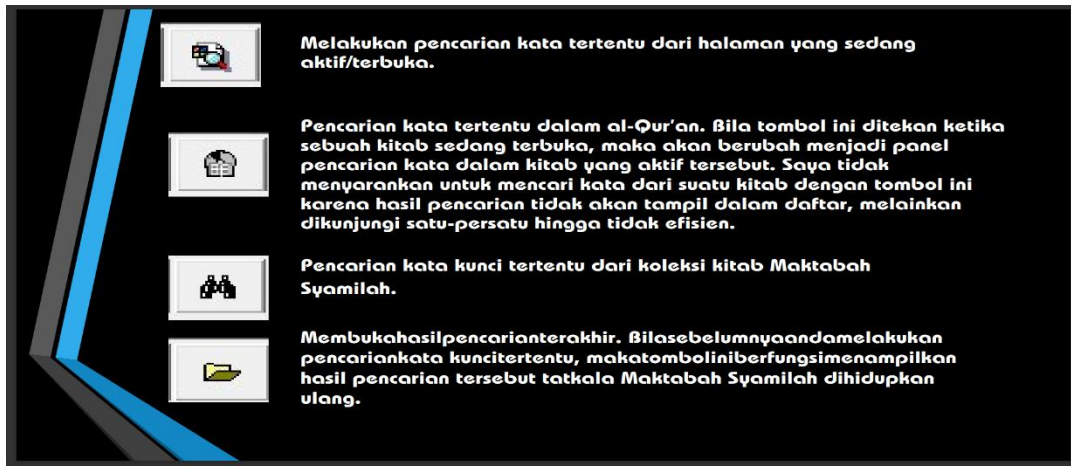 Melakukan pencarian kata tertentu dari halaman yang sedang
aktif/terbuka.
Pencarian kata tertentu dalam al-Qur'an. Bila tombol ini ditekan ketika
sebuah kitab sedang terbuka, maka akan berubah menjadi panel
pencarian kata dalam kitab yang aktif tersebut. Saya tidak
menyarankan untuk mencari kata dari suatu kitab dengan tombol ini
karena hasil pencarian tidak akan tampil dalam daftar, melainkan
dikunjungi satu-persatu hingga tidak efisien.
Pencarian kata kunci tertentu dari koleksi kitab Maktabah
Syamilah.
Membukahasilpencarianterakhir. Bilasebelumnyaandamelakukan
pencariankata kuncitertentu, makatomboliniberfungsimenampilkan
hasil pencarian tersebut tatkala Maktabah Syamilah dihidupkan
ulang.